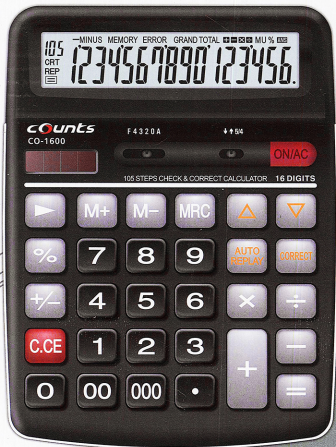 −MINUS MEMORY ERROR GRAND TOTAL + − × ÷ MU % ANS
105
CRT
REP
1234567890123456.
counts
CO-1600
F 4 3 2 0 A
5/4
ON/AC
105 STEPS CHECK & CORRECT CALCULATOR 16 DIGITS
M+ M− MRC
% 7 8 9 AUTO REPLAY CORRECT
+/− 4 5 6 × ÷
C.CE 1 2 3 + −
0 00 000 • =